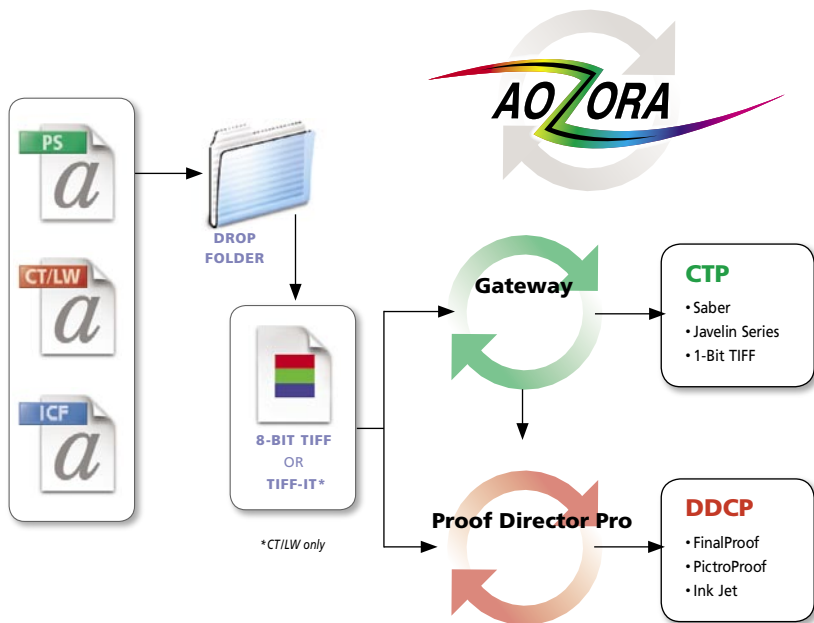 AOZORA
PS
a
CT/LW
a
ICF
a
DROP
FOLDER
8-BIT TIFF
OR
TIFF-IT*
*CT/LW only
Gateway
CTP
• Saber
• Javelin Series
• 1-Bit TIFF
Proof Director Pro
DDCP
• FinalProof
• PictroProof
• Ink Jet